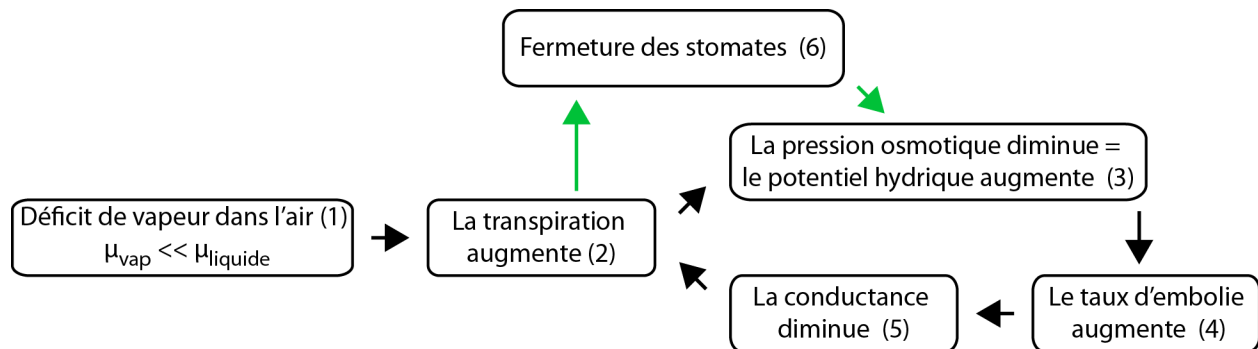 Fermeture des stomates (6)
La pression osmotique diminue =
le potentiel hydrique augmente (3)
Déficit de vapeur dans l’air (1)
μvap << μliquide
La transpiration
augmente (2)
La conductance
diminue (5)
Le taux d’embolie
augmente (4)